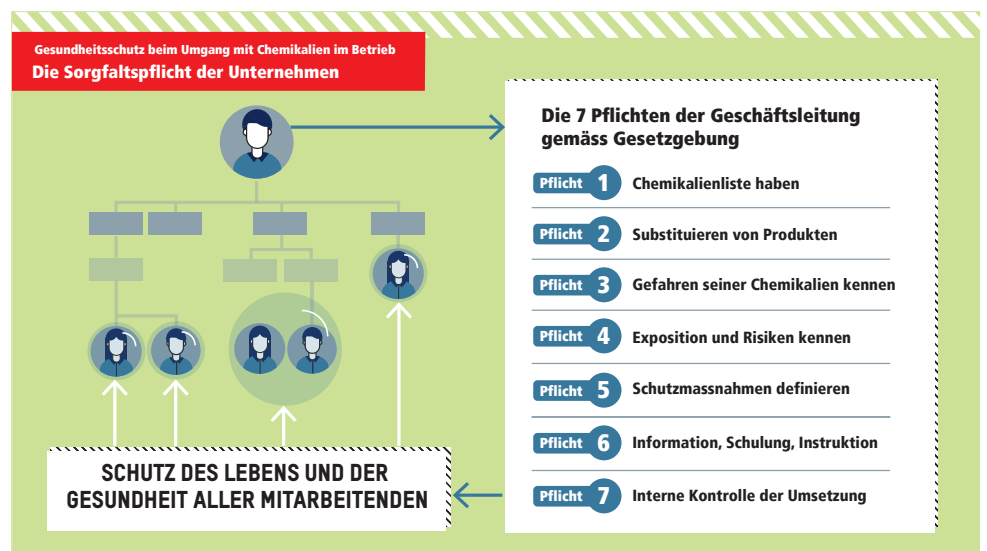 Gesundheitsschutz beim Umgang mit Chemikalien im Betrieb
Die Sorgfaltspflicht der Unternehmen
Die 7 Pflichten der Geschäftsleitung
gemäss Gesetzgebung
Pflicht 1 Chemikalienliste haben
Pflicht 2 Substituieren von Produkten
Pflicht 3 Gefahren seiner Chemikalien kennen
Pflicht 4 Exposition und Risiken kennen
Pflicht 5 Schutzmassnahmen definieren
Pflicht 6 Information, Schulung, Instruktion
Pflicht 7 Interne Kontrolle der Umsetzung
SCHUTZ DES LEBENS UND DER
GESUNDHEIT ALLER MITARBEITENDEN